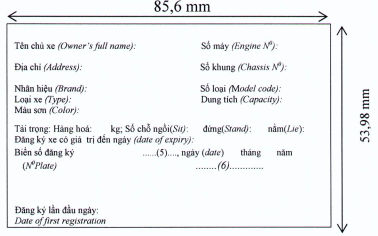 85,6 mm
Tên chủ xe (Owner's full name): Số máy (Engine Nº):
Địa chỉ (Address): Số khung (Chassis Nº):
Nhãn hiệu (Brand): Số loại (Model code):
Loại xe (Type): Dung tích (Capacity):
Màu sơn (Color):
Tải trọng: Hàng hoá: kg; Số chỗ ngồi(Sit): đứng(Stand): nằm(Lie):
Đăng ký xe có giá trị đến ngày (date of expiry):
Biển số đăng ký ......(5)...., ngày (date) tháng năm
(NºPlate) ........(6).............
Đăng ký lần đầu ngày:
Date of first registration
53,98 mm